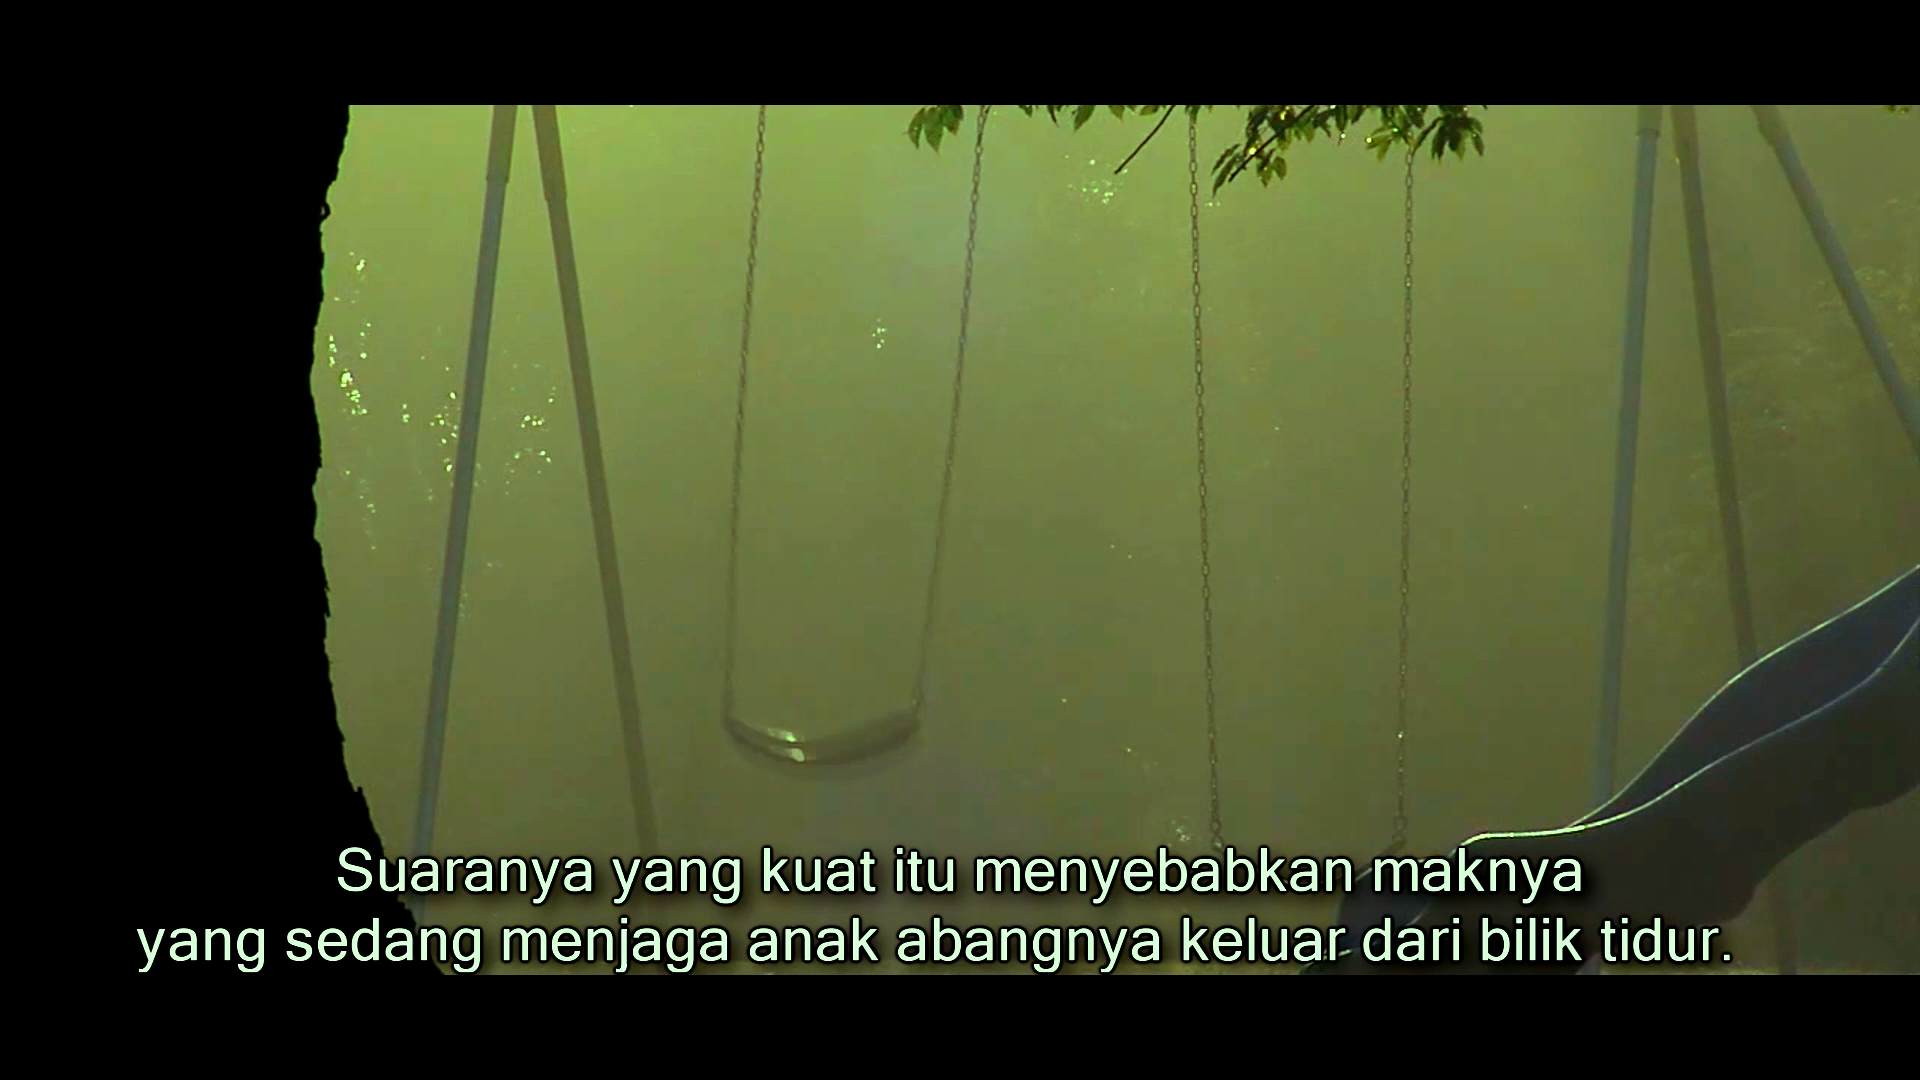 Suaranya yang kuat itu menyebabkan maknya
yang sedang menjaga anak abangnya keluar dari bilik tidur.